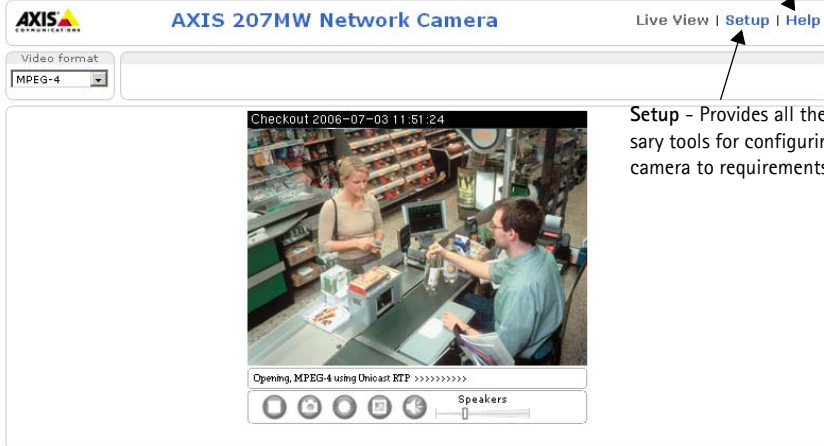 AXIS
COMMUNICATIONS
AXIS 207MW Network Camera
Live View | Setup | Help
Video format
MPEG-4
Checkout 2006-07-03 11:51:24
Setup - Provides all the
sary tools for configurin
camera to requirements
Opening, MPEG-4 using Unicast RTP >>>>>>>>>>
Speakers